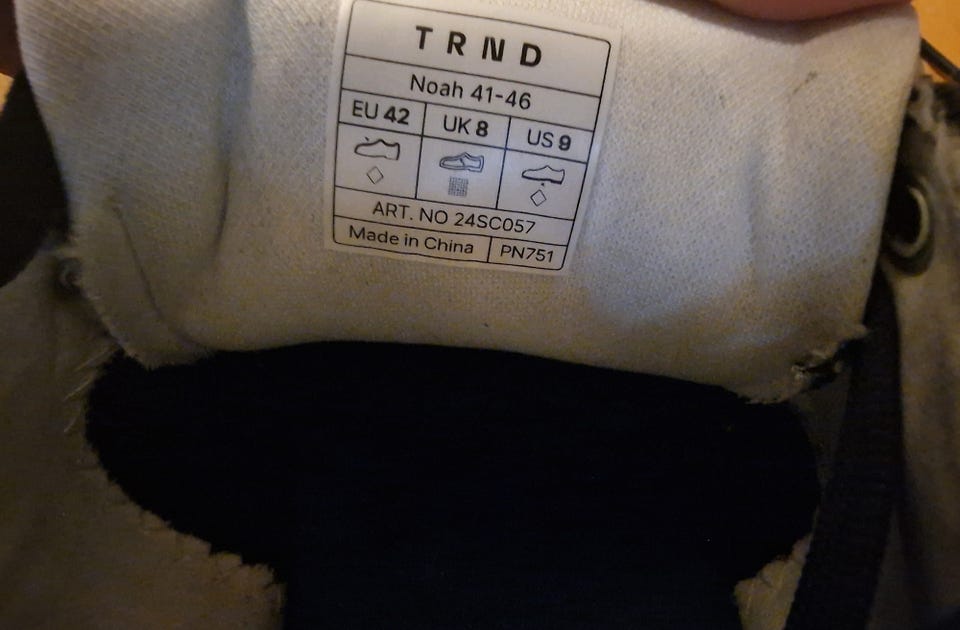 TRND
Noah 41-46
EU 42 UK 8 US 9
ART. NO 24SC057
Made in China PN751